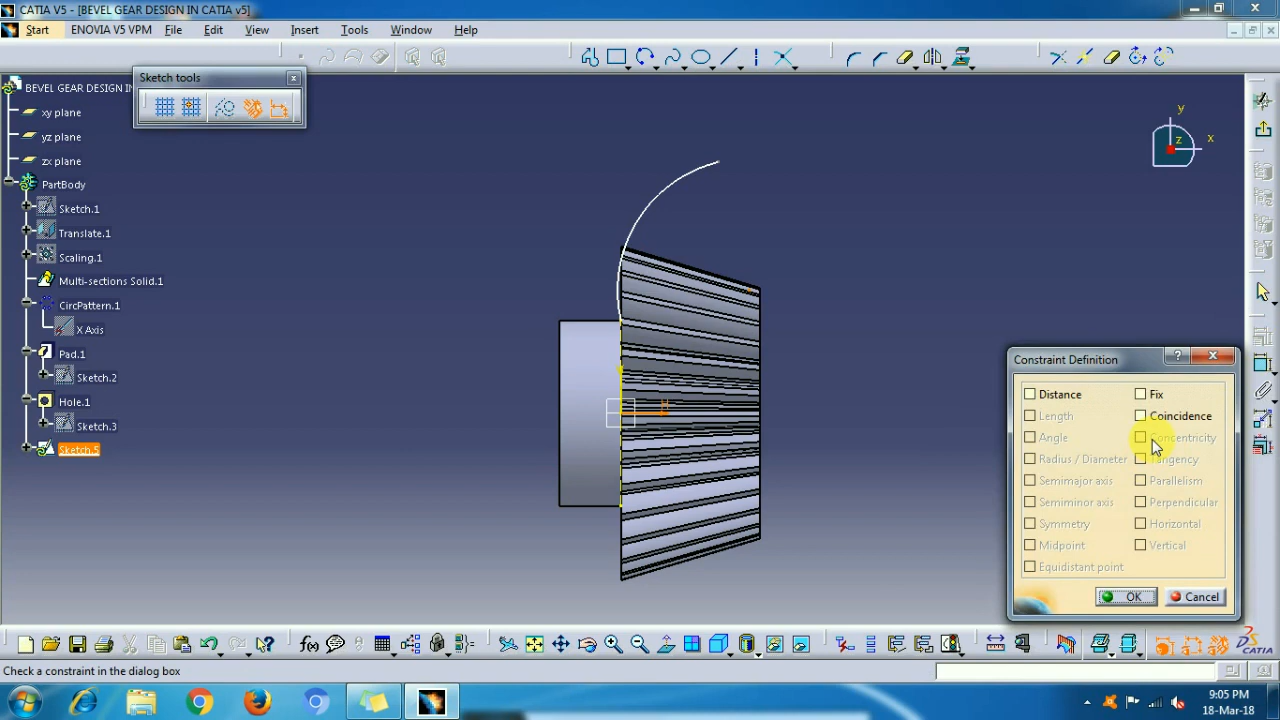 CATIA V5 - [BEVEL GEAR DESIGN IN CATIA v5]
Start ENOVIA V5 VPM File Edit View Insert Tools Window Help
Sketch tools
BEVEL GEAR DESIGN IN
xy plane
yz plane
zx plane
PartBody
Sketch.1
Translate.1
Scaling.1
Multi-sections Solid.1
CircPattern.1
X Axis
Pad.1
Sketch.2
Hole.1
Sketch.3
Sketch.5
y
x
z
H
Constraint Definition
Distance Fix
Length Coincidence
Angle Concentricity
Radius / Diameter Tangency
Semimajor axis Parallelism
Semiminor axis Perpendicular
Symmetry Horizontal
Midpoint Vertical
Equidistant point
OK Cancel
f(x)
CATIA
Check a constraint in the dialog box
9:05 PM
18-Mar-18